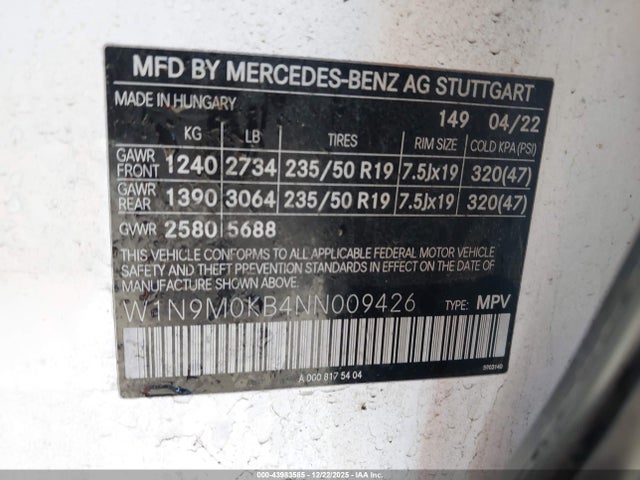 MFD BY MERCEDES-BENZ AG STUTTGART
MADE IN HUNGARY 149 04/22
KG LB TIRES RIM SIZE COLD KPA (PSI)
GAWR FRONT 1240 2734 235/50 R19 7.5Jx19 320(47)
GAWR REAR 1390 3064 235/50 R19 7.5Jx19 320(47)
GVWR 2580 5688
THIS VEHICLE CONFORMS TO ALL APPLICABLE FEDERAL MOTOR VEHICLE
SAFETY AND THEFT PREVENTION STANDARDS IN EFFECT ON THE DATE OF
MANUFACTURE SHOWN ABOVE.
W1N9M0KB4NN009426 TYPE: MPV
A 000 817 54 04
000-43983585 - 12/22/2025 - IAAI.COM